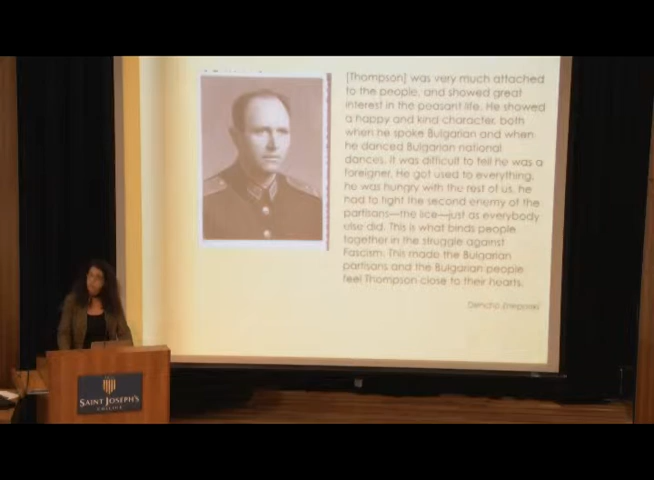 [Thompson] was very much attached
to the people, and showed great
interest in the peasant life. He showed
a happy and kind character, both
when he spoke Bulgarian and when
he danced Bulgarian national
dances. It was difficult to tell he was a
foreigner. He got used to everything,
he was hungry with the rest of us, he
had to fight the second enemy of the
partisans—the lice—just as everybody
else did. This is what binds people
together in the struggle against
Fascism. This made the Bulgarian
partisans and the Bulgarian people
feel Thompson close to their hearts.
Dencho
SAINT JOSEPH'S
COLLEGE